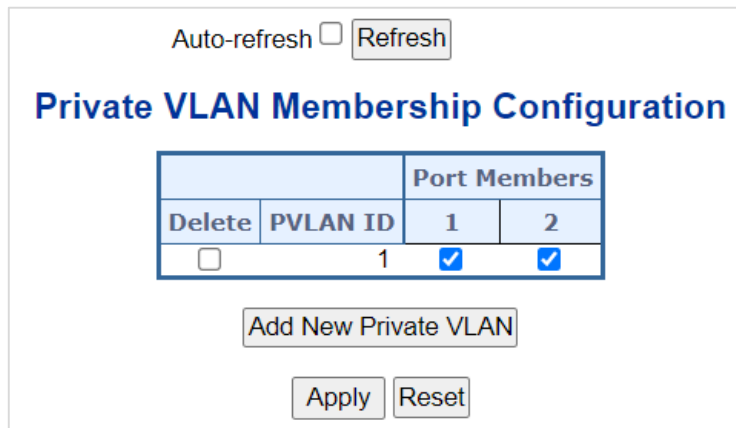 Auto-refresh Refresh
Private VLAN Membership Configuration
Port Members
Delete PVLAN ID 1 2
1
Add New Private VLAN
Apply Reset